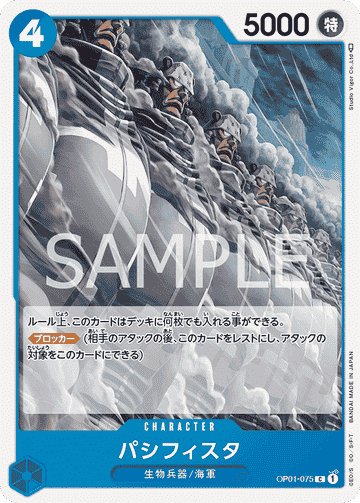 4
5000
特
Studio Vigor Co.,Ltd
SAMPLE
ルール上、このカードはデッキに何枚でも入れる事ができる。
ブロッカー (相手のアタックの後、このカードをレストにし、アタックの
対象をこのカードにできる)
CHARACTER
パシフィスタ
生物兵器/海軍
OP01-075 C 1
BANDAI MADE IN JAPAN